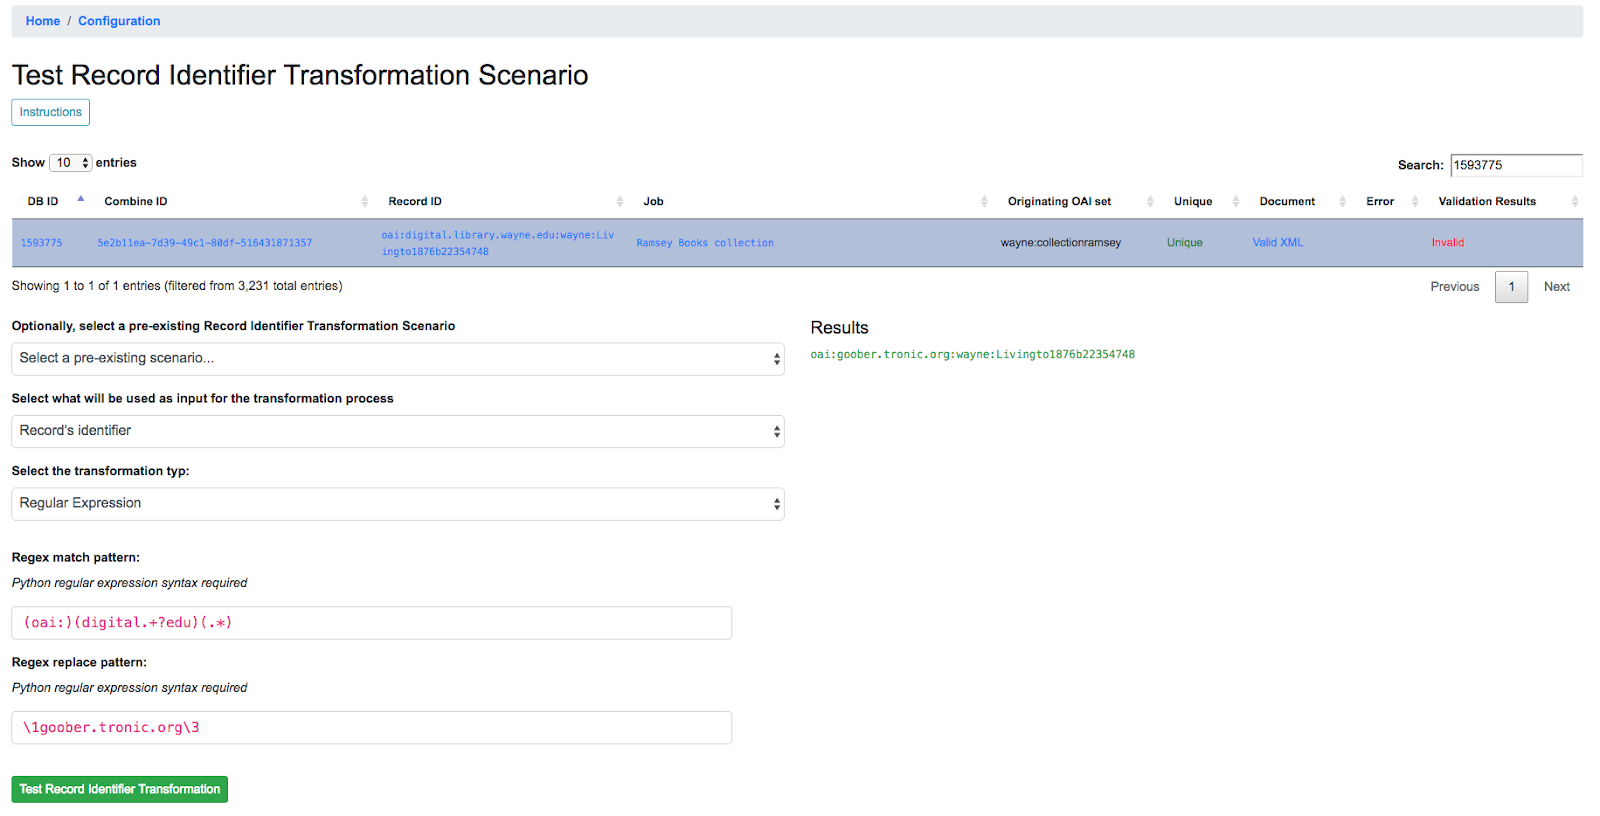 Home / Configuration
Test Record Identifier Transformation Scenario
Instructions
Show 10 entries
Search: 1593775
DB ID Combine ID Record ID Job Originating OAI set Unique Document Error Validation Results
1593775 5e2b11ea-7d39-49c1-80df-516431871357 oai:digital.library.wayne.edu:wayne:Liv Ramsey Books collection wayne:collectionramsey Unique Valid XML Invalid
ingto1876b22354748
Showing 1 to 1 of 1 entries (filtered from 3,231 total entries)
Previous 1 Next
Optionally, select a pre-existing Record Identifier Transformation Scenario
Select a pre-existing scenario...
Select what will be used as input for the transformation process
Record's identifier
Select the transformation typ:
Regular Expression
Regex match pattern:
Python regular expression syntax required
(oai:)(digital.+?edu)(.*)
Regex replace pattern:
Python regular expression syntax required
\1goober.tronic.org\3
Test Record Identifier Transformation
Results
oai:goober.tronic.org:wayne:Livingto1876b22354748